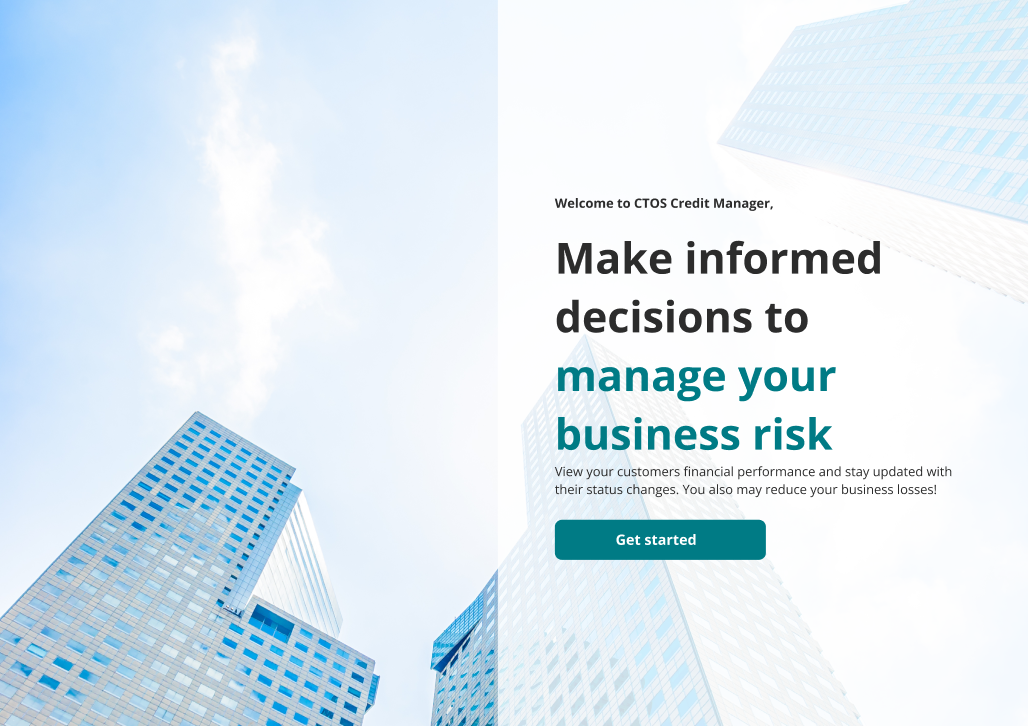 Welcome to CTOS Credit Manager,
Make informed
decisions to
manage your
business risk
View your customers financial performance and stay updated with
their status changes. You also may reduce your business losses!
Get started